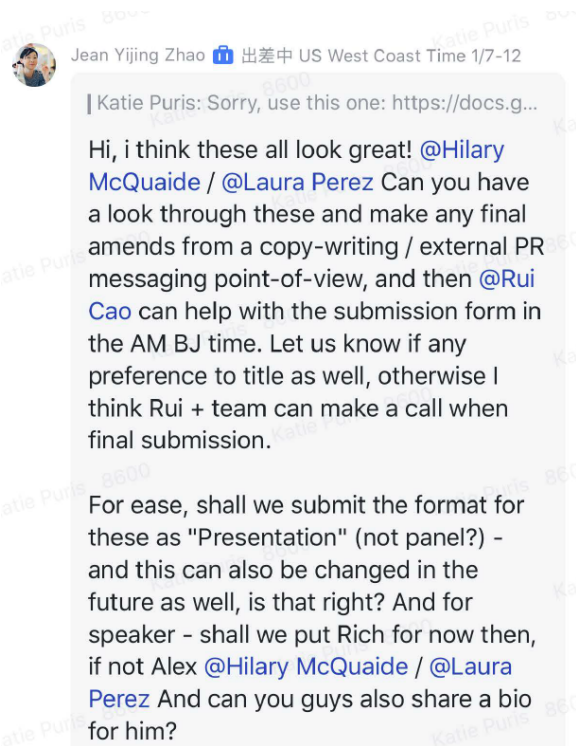 Jean Yijing Zhao 出差中 US West Coast Time 1/7-12
Katie Puris: Sorry, use this one: https://docs.g...
Hi, i think these all look great! @Hilary
McQuaide / @Laura Perez Can you have
a look through these and make any final
amends from a copy-writing / external PR
messaging point-of-view, and then @Rui
Cao can help with the submission form in
the AM BJ time. Let us know if any
preference to title as well, otherwise I
think Rui + team can make a call when
final submission.
For ease, shall we submit the format for
these as "Presentation" (not panel?) -
and this can also be changed in the
future as well, is that right? And for
speaker - shall we put Rich for now then,
if not Alex @Hilary McQuaide / @Laura
Perez And can you guys also share a bio
for him?
Katie Puris 8600